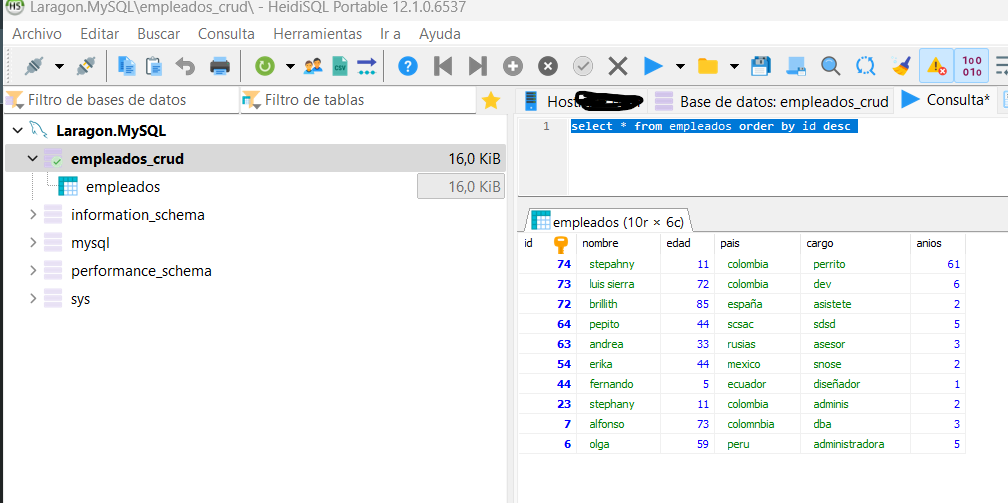 Laragon.MySQL\empleados_crud\ - HeidiSQL Portable 12.1.0.6537
Archivo Editar Buscar Consulta Herramientas Ir a Ayuda
Filtro de bases de datos Filtro de tablas
Host: Base de datos: empleados_crud Consulta*
Laragon.MySQL
empleados_crud 16,0 KiB
empleados 16,0 KiB
information_schema
mysql
performance_schema
sys
1 select * from empleados order by id desc
empleados (10r × 6c)
id nombre edad pais cargo anios
74 stepahny 11 colombia perrito 61
73 luis sierra 72 colombia dev 6
72 brillith 85 españa asistete 2
64 pepito 44 scsac sdsd 5
63 andrea 33 rusias asesor 3
54 erika 44 mexico snose 2
44 fernando 5 ecuador diseñador 1
23 stephany 11 colombia adminis 2
7 alfonso 73 colomnbia dba 3
6 olga 59 peru administradora 5